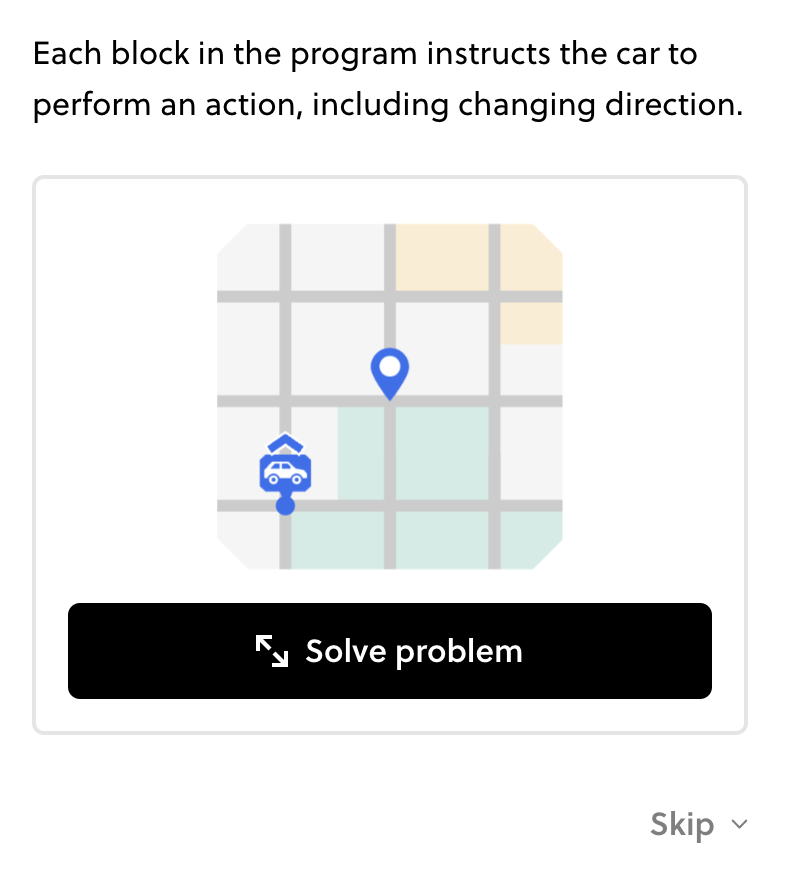 Each block in the program instructs the car to
perform an action, including changing direction.
Solve problem
Skip